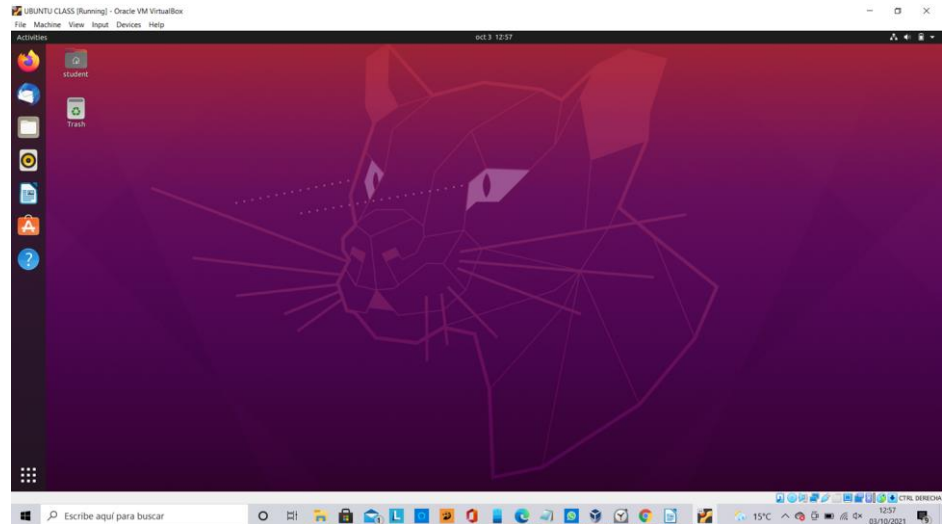 UBUNTU CLASS [Running] - Oracle VM VirtualBox
File Machine View Input Devices Help
Activities
oct 3 12:57
student
Trash
CTRL DERECHA
Escribe aquí para buscar
15°C
12:57
03/10/2021